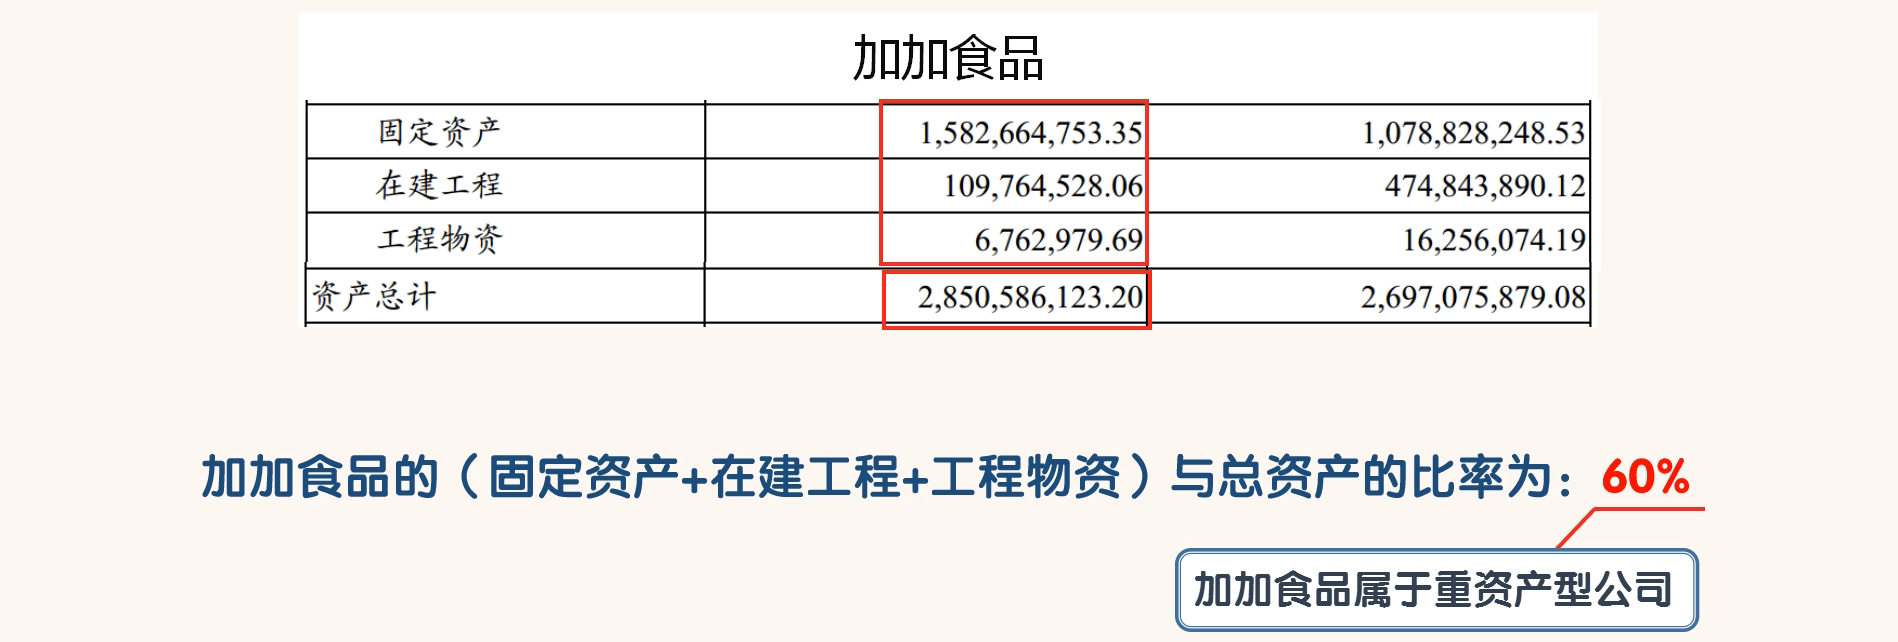 加加食品
固定资产 1,582,664,753.35 1,078,828,248.53
在建工程 109,764,528.06 474,843,890.12
工程物资 6,762,979.69 16,256,074.19
资产总计 2,850,586,123.20 2,697,075,879.08
加加食品的（固定资产+在建工程+工程物资）与总资产的比率为：60%
加加食品属于重资产型公司